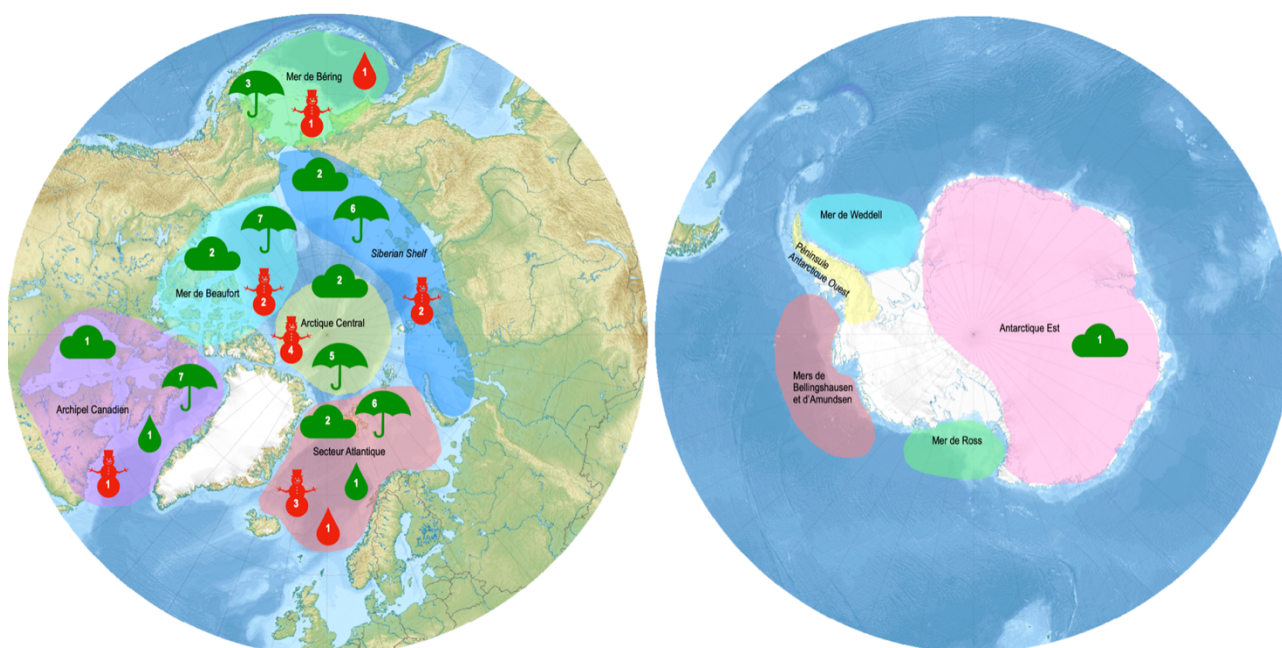 Mer de Béring
3
1
1
2
6
Siberian Shelf
2
7
2
Mer de Beaufort
2
2
Arctique Central
4
5
1
7
Archipel Canadien
1
1
2
6
Secteur Atlantique
1
3
1
Mer de Weddell
Péninsule
Antarctique Ouest
Antarctique Est
1
Mers de
Bellingshausen
et d'Amundsen
Mer de Ross